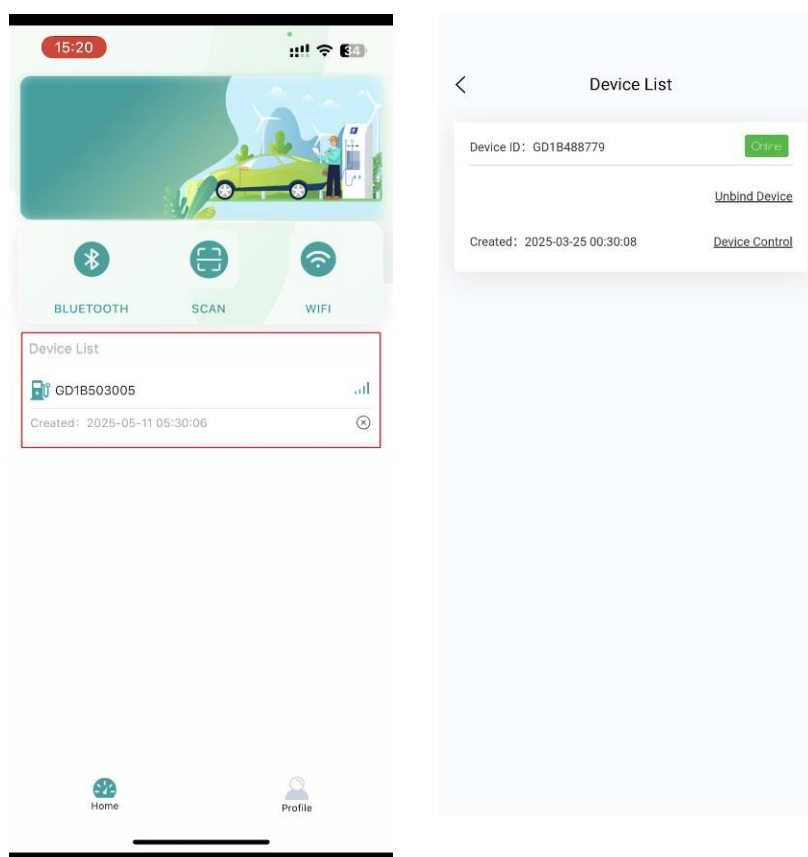 15:20
34
BLUETOOTH SCAN WIFI
Device List
GD1B503005
Created: 2025-05-11 05:30:06
Home Profile
Device List
Device ID: GD1B488779 Online
Unbind Device
Created: 2025-03-25 00:30:08 Device Control